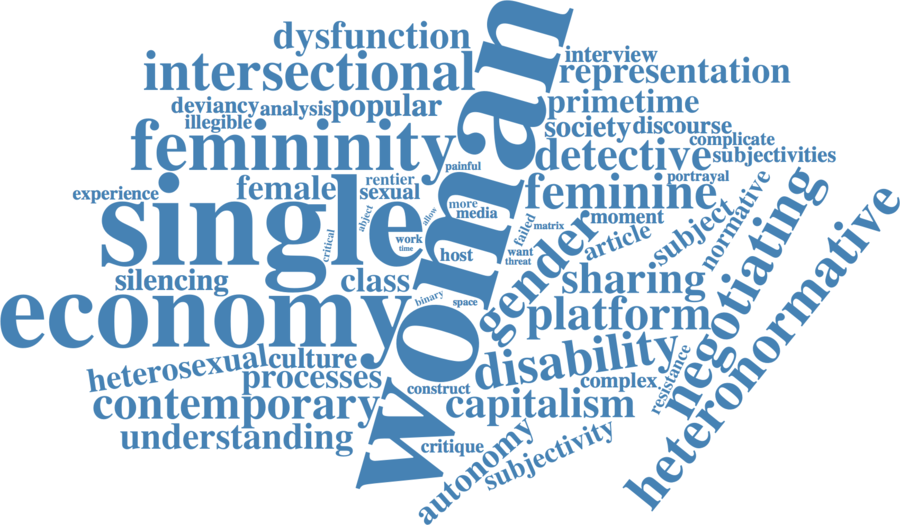 dysfunction
intersectional
interview
representation
deviancy
analysis
popular
primetime
illegible
society
discourse
complicate
femininity
woman
detective
subjectivities
painful
experience
female
rentier
sexual
feminine
portrayal
normative
single
critical
abject
allow
more
media
failed
moment
subject
work
time
matrix
article
negotiating
silencing
class
host
want
threat
gender
sharing
economy
binary
space
platform
heterosexual
culture
disability
resistance
heteronormative
processes
construct
complex
contemporary
capitalism
understanding
critique
autonomy
subjectivity